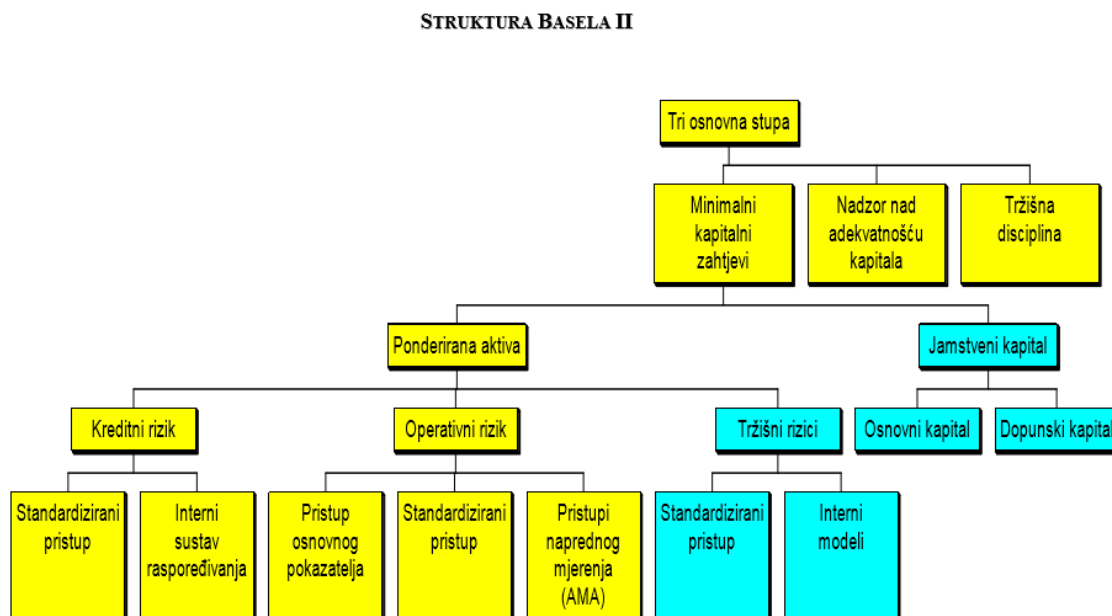 STRUKTURA BASELA II
Tri osnovna stupa
Minimalni
kapitalni
zahtjevi
Nadzor nad
adekvatnošću
kapitala
Tržišna
disciplina
Ponderirana aktiva
Jamstveni kapital
Kreditni rizik
Operativni rizik
Tržišni rizici
Osnovni kapital
Dopunski kapital
Standardizirani
pristup
Interni
sustav
raspoređivanja
Pristup
osnovnog
pokazatelja
Standardizirani
pristup
Pristupi
naprednog
mjerenja
(AMA)
Standardizirani
pristup
Interni
modeli